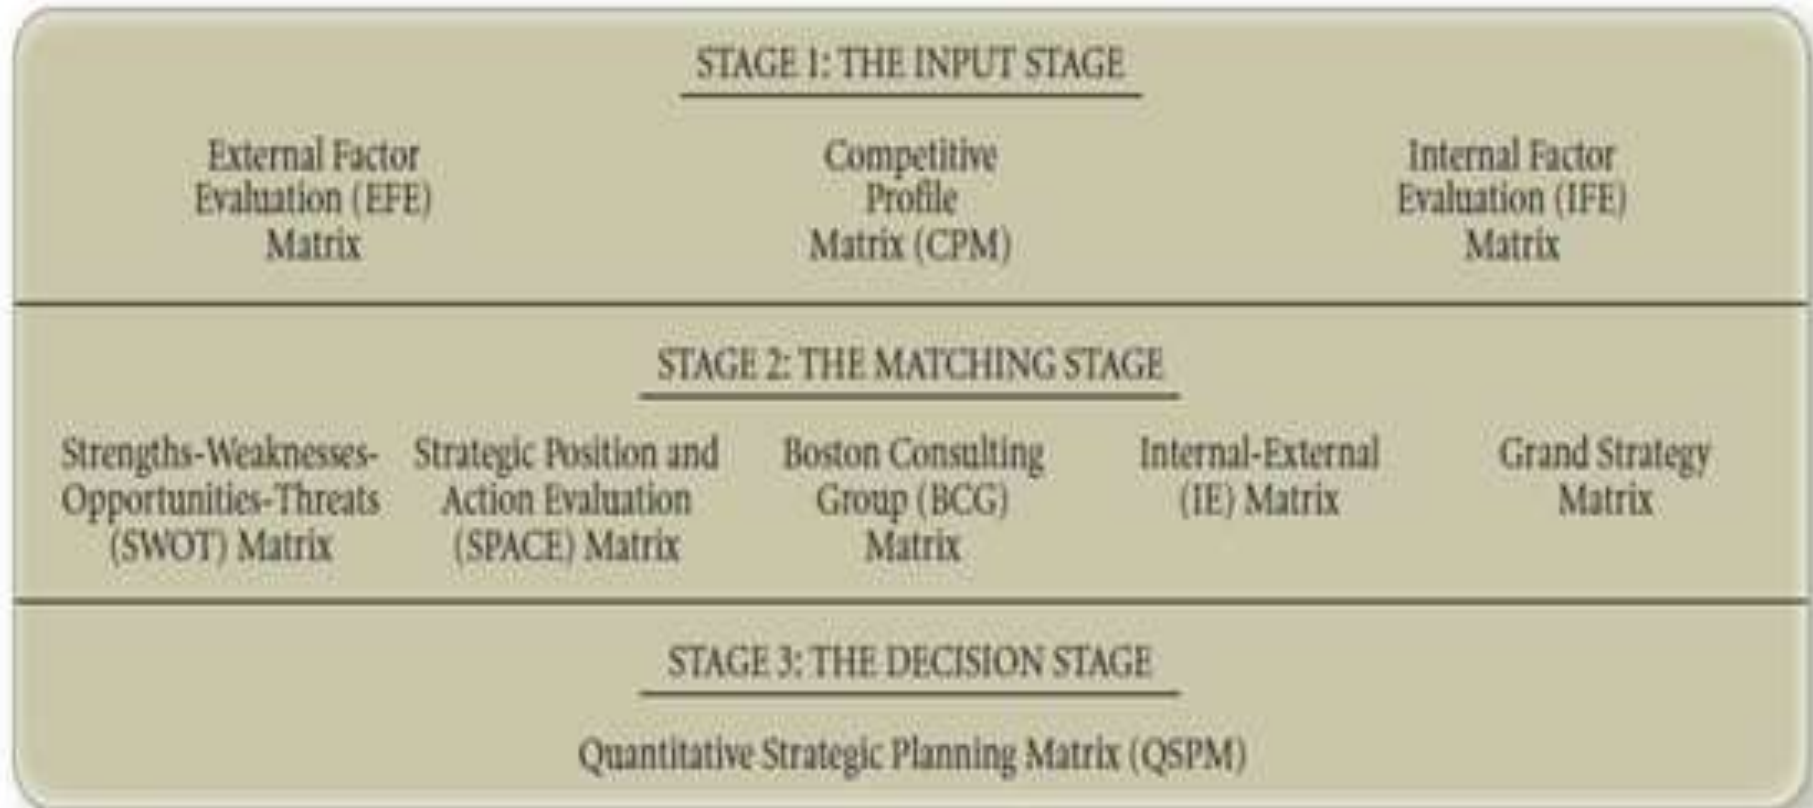 STAGE 1: THE INPUT STAGE
External Factor
Evaluation (EFE)
Matrix
Competitive
Profile
Matrix (CPM)
Internal Factor
Evaluation (IFE)
Matrix
STAGE 2: THE MATCHING STAGE
Strengths-Weaknesses-
Opportunities-Threats
(SWOT) Matrix
Strategic Position and
Action Evaluation
(SPACE) Matrix
Boston Consulting
Group (BCG)
Matrix
Internal-External
(IE) Matrix
Grand Strategy
Matrix
STAGE 3: THE DECISION STAGE
Quantitative Strategic Planning Matrix (QSPM)